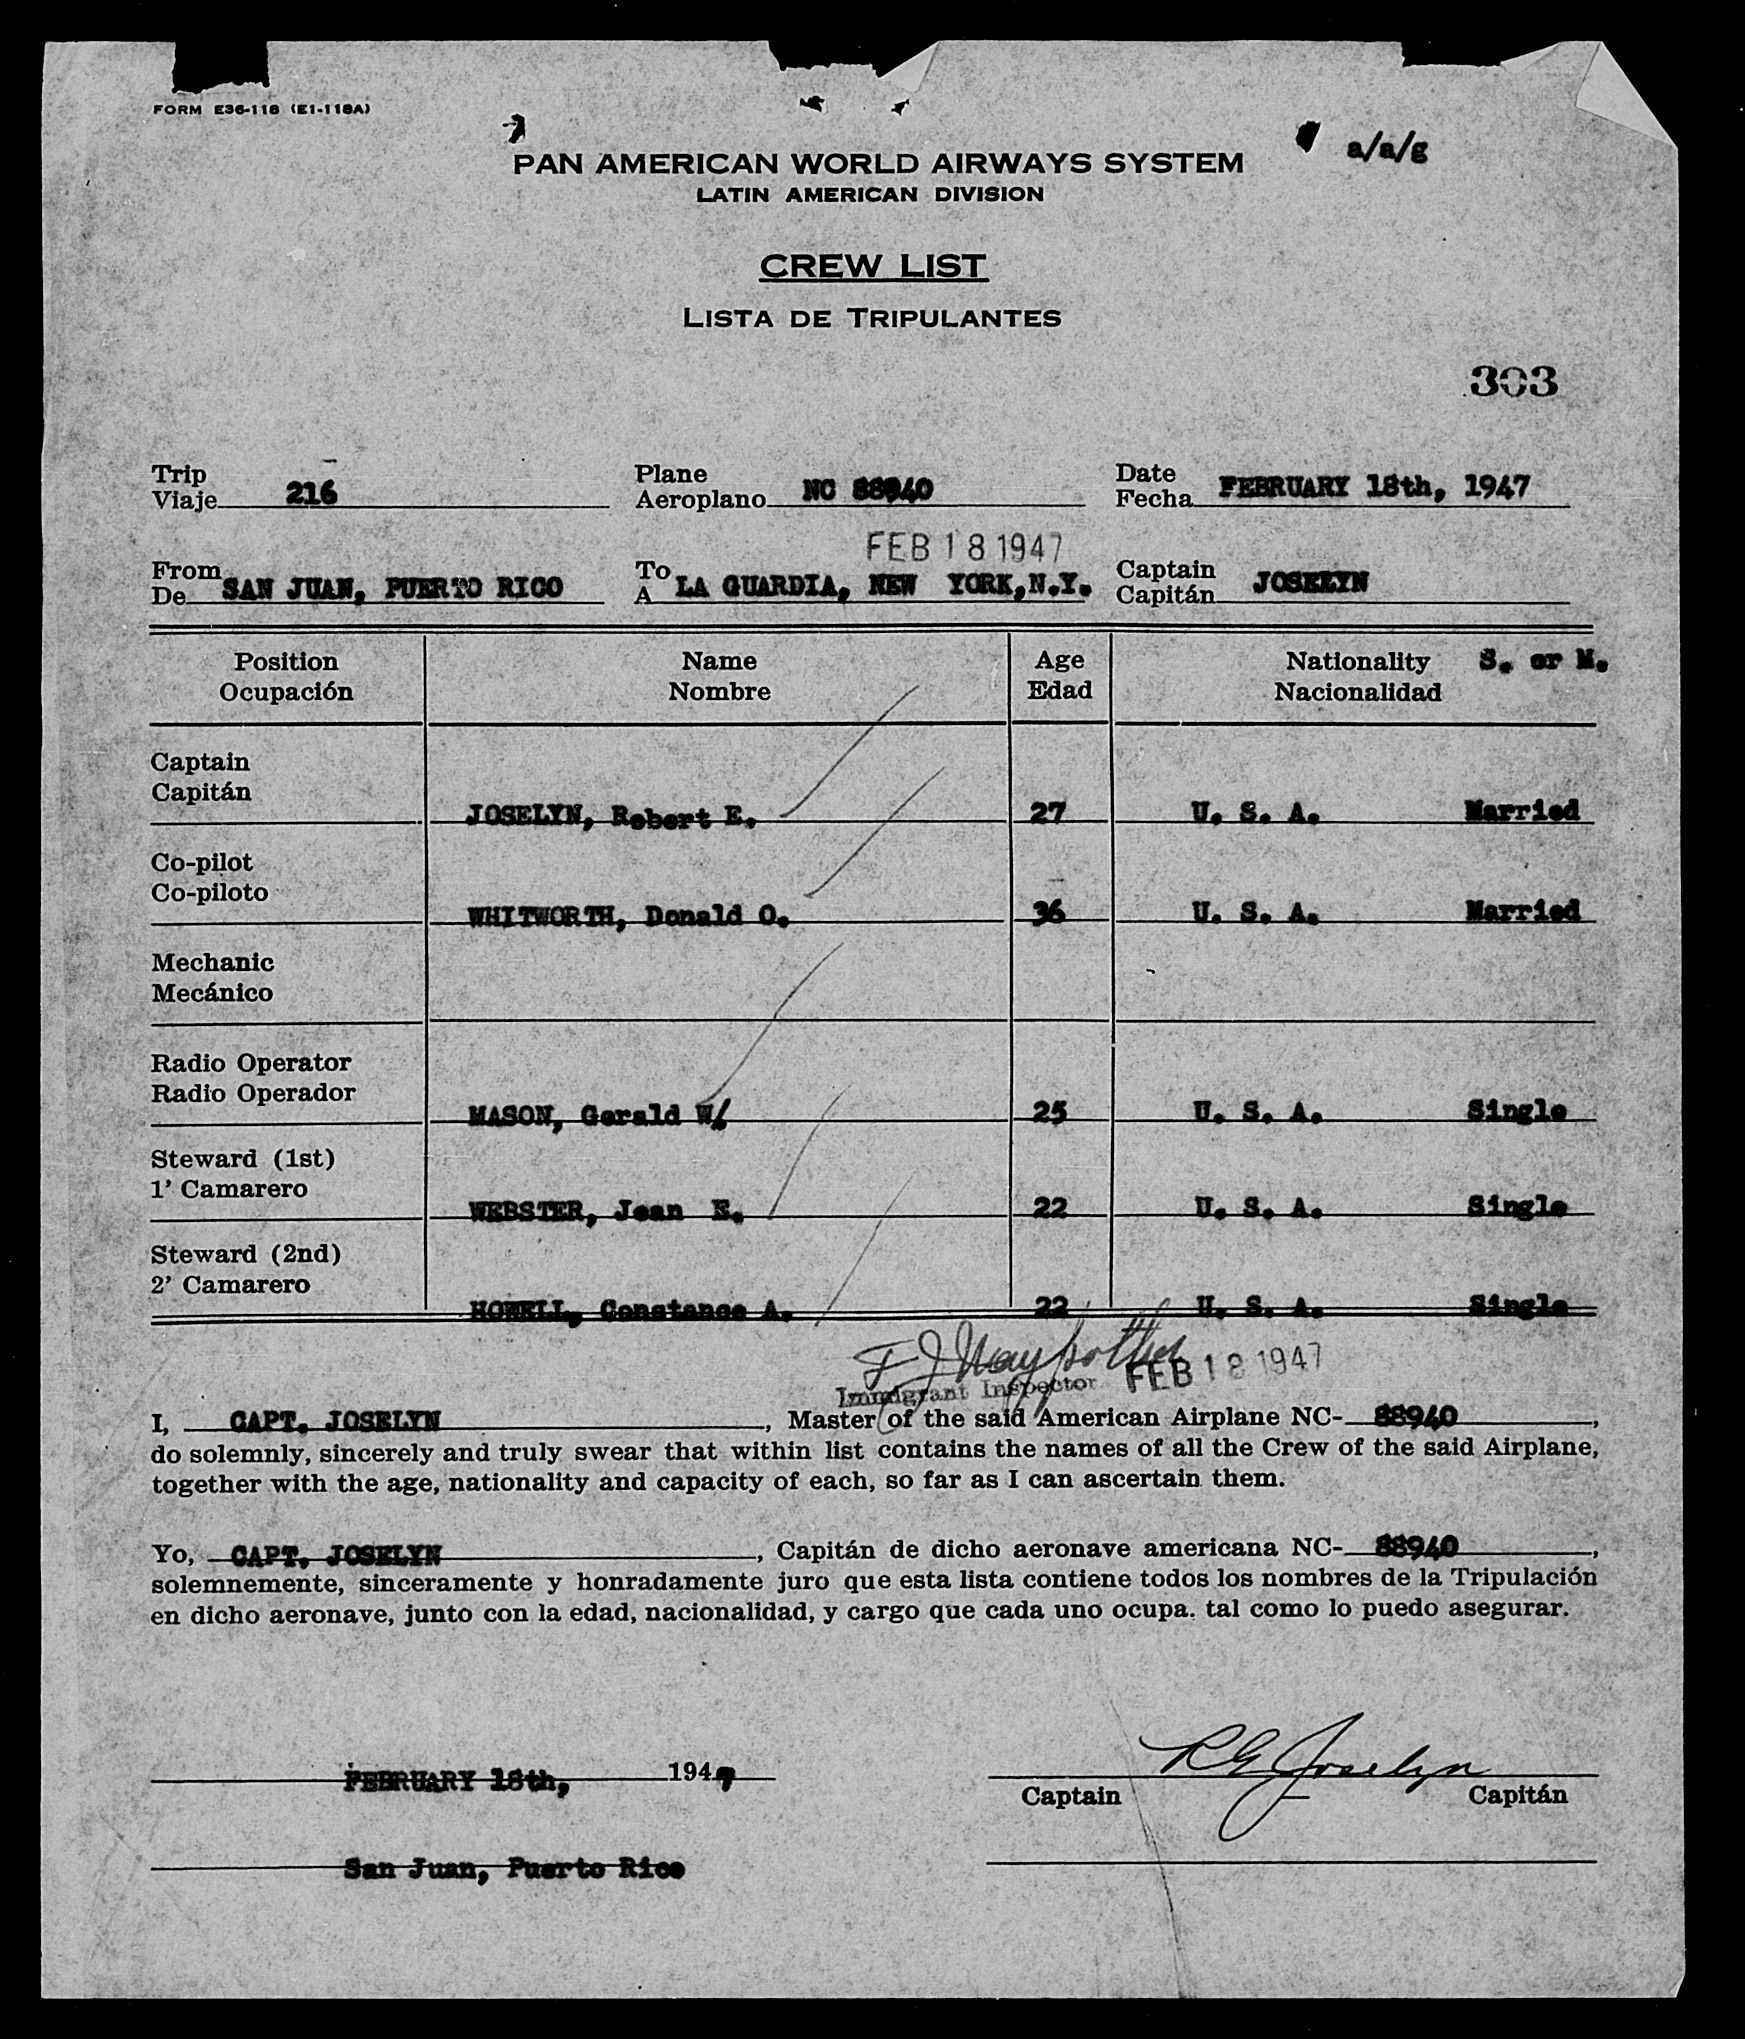 FORM E36-118 (E1-118A)
a/a/g
PAN AMERICAN WORLD AIRWAYS SYSTEM
LATIN AMERICAN DIVISION
CREW LIST
LISTA DE TRIPULANTES
303
Trip Viaje 216 Plane Aeroplano NC 88940 Date Fecha FEBRUARY 18th, 1947
FEB 18 1947
From De SAN JUAN, PUERTO RICO To A LA GUARDIA, NEW YORK, N.Y. Captain Capitán JOSELYN
Position Name Age Nationality S. or M.
Ocupación Nombre Edad Nacionalidad
Captain
Capitán
JOSELYN, Robert E. 27 U. S. A. Married
Co-pilot
Co-piloto
WHITWORTH, Donald O. 36 U. S. A. Married
Mechanic
Mecánico
Radio Operator
Radio Operador
MASON, Gerald W. 25 U. S. A. Single
Steward (1st)
1' Camarero
WEBSTER, Jean E. 22 U. S. A. Single
Steward (2nd)
2' Camarero
HOWELL, Constance A. 22 U. S. A. Single
Immigrant Inspector FEB 18 1947
I, CAPT. JOSELYN, Master of the said American Airplane NC-88940,
do solemnly, sincerely and truly swear that within list contains the names of all the Crew of the said Airplane,
together with the age, nationality and capacity of each, so far as I can ascertain them.
Yo, CAPT. JOSELYN, Capitán de dicho aeronave americana NC-88940,
solemnemente, sinceramente y honradamente juro que esta lista contiene todos los nombres de la Tripulación
en dicho aeronave, junto con la edad, nacionalidad, y cargo que cada uno ocupa. tal como lo puedo asegurar.
FEBRUARY 18th, 1947 R E Joselyn
Captain Capitán
San Juan, Puerto Rico